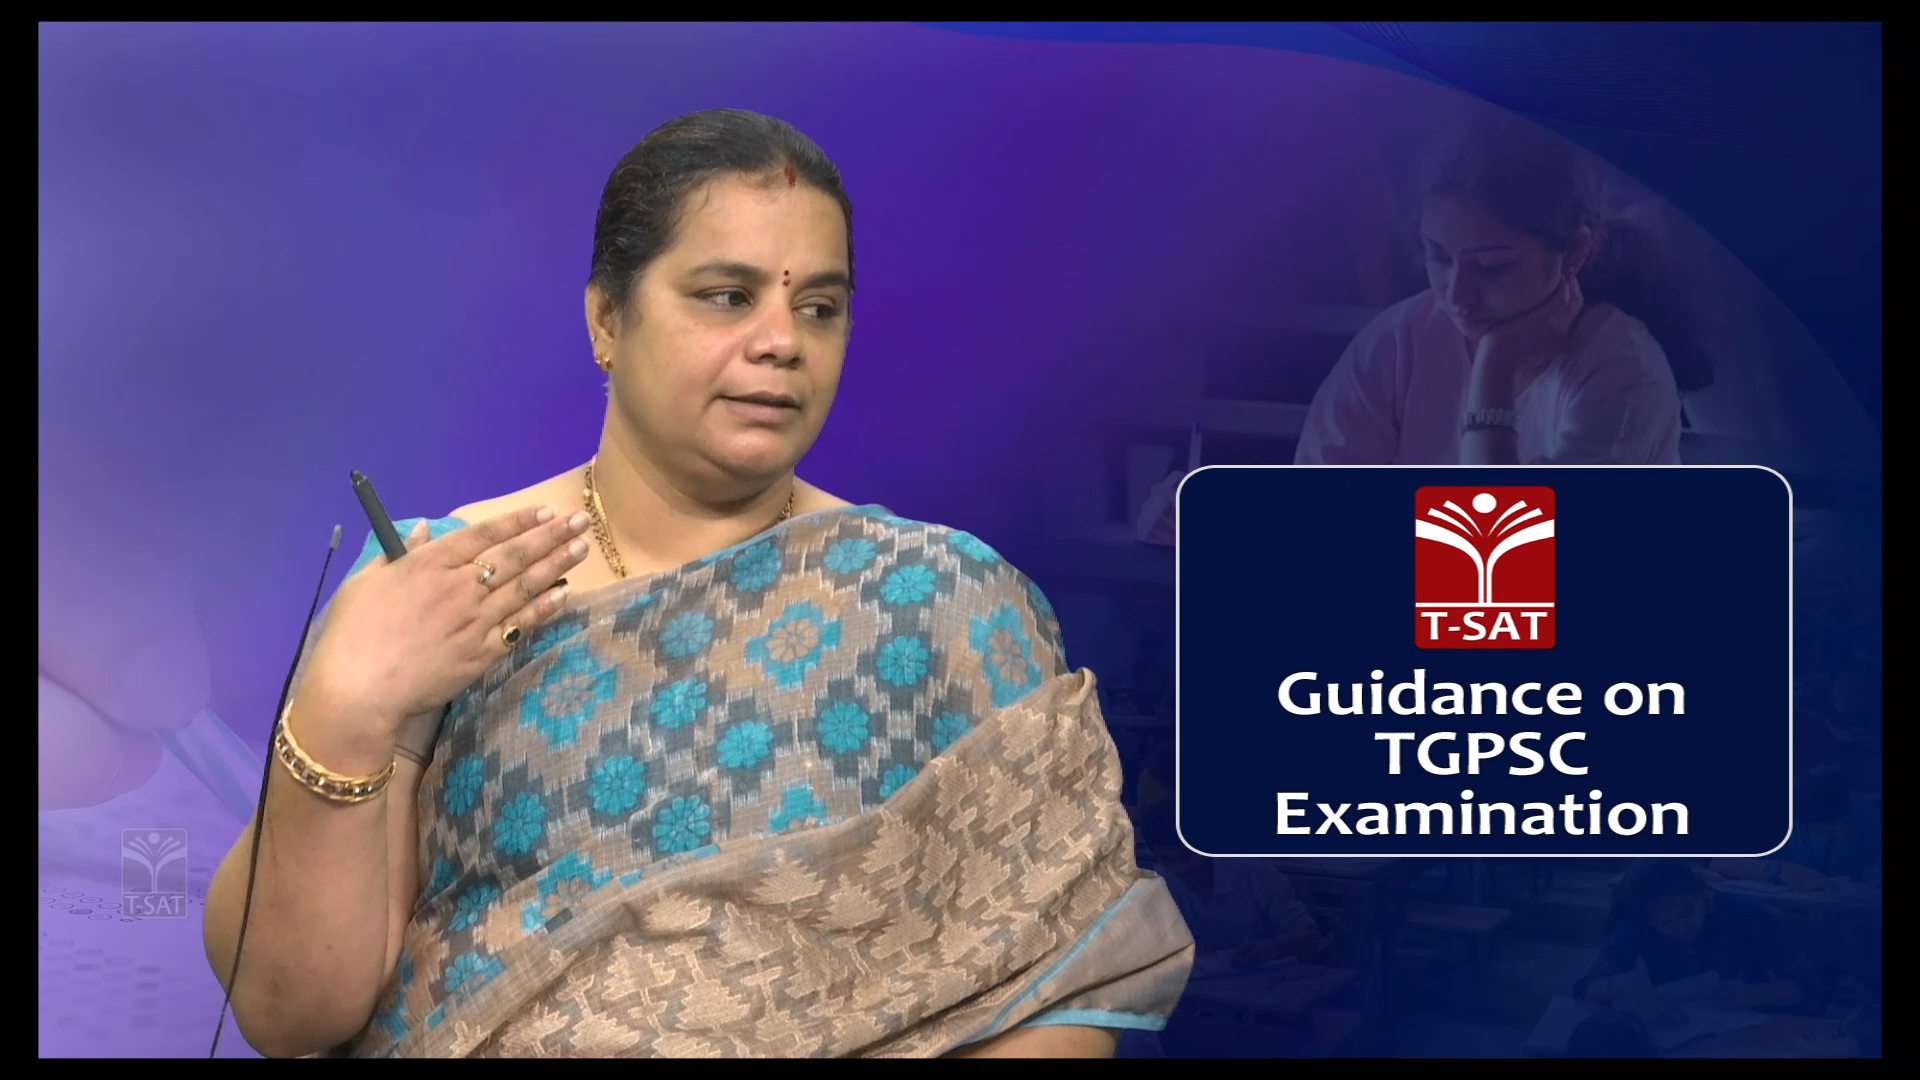 T-SAT
Guidance on
TGPSC
Examination
T-SAT